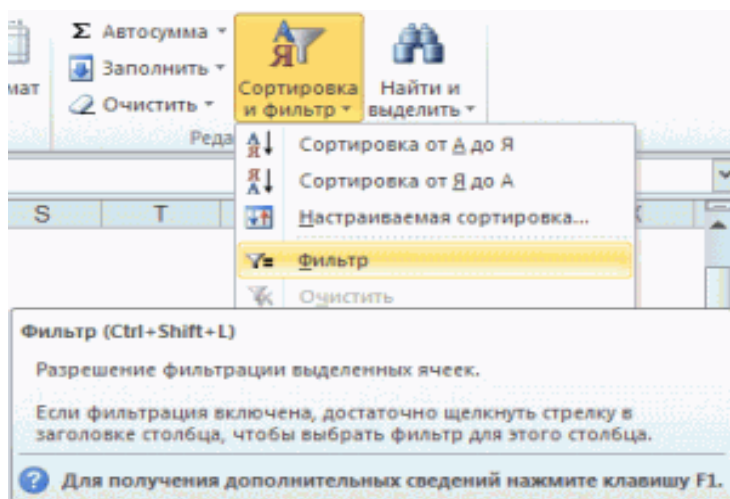 мат
Σ Автосумма
Заполнить
Очистить
Сортировка
и фильтр
Найти и
выделить
Реда
Сортировка от А до Я
Сортировка от Я до А
S T
Настраиваемая сортировка...
Фильтр
Очистить
Фильтр (Ctrl+Shift+L)
Разрешение фильтрации выделенных ячеек.
Если фильтрация включена, достаточно щелкнуть стрелку в
заголовке столбца, чтобы выбрать фильтр для этого столбца.
Для получения дополнительных сведений нажмите клавишу F1.